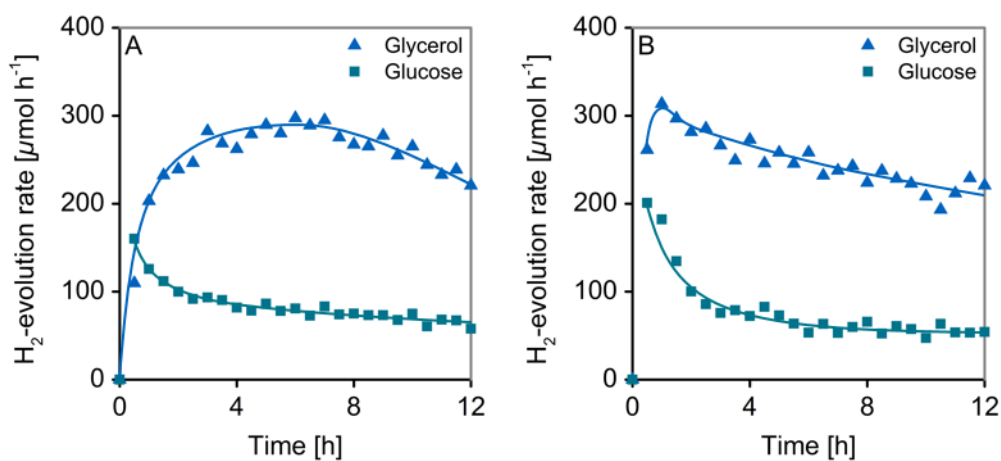 A
Glycerol
Glucose
H₂-evolution rate [µmol h⁻¹]
400
300
200
100
0
0 4 8 12
Time [h]
B
Glycerol
Glucose
H₂-evolution rate [µmol h⁻¹]
400
300
200
100
0
0 4 8 12
Time [h]